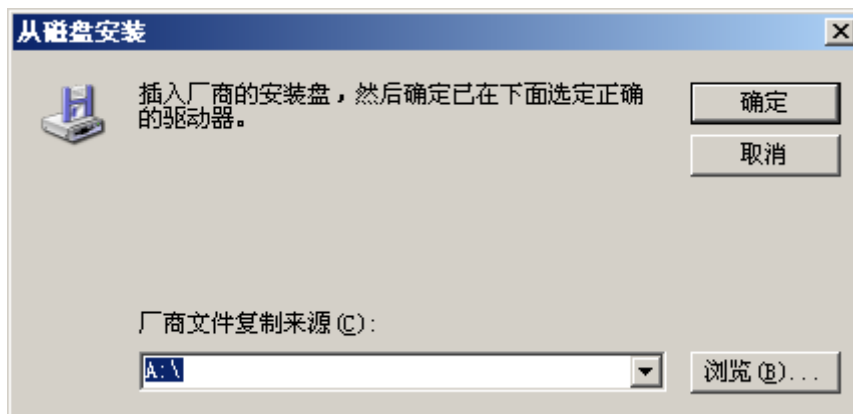 从磁盘安装
插入厂商的安装盘，然后确定已在下面选定正确
的驱动器。
确定
取消
厂商文件复制来源(C):
A:\
浏览(B)...